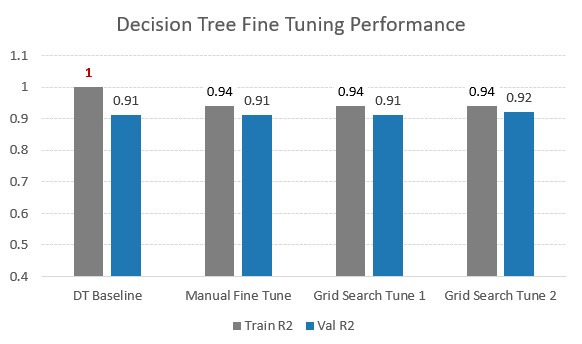 Decision Tree Fine Tuning Performance
1.1
1
0.9
0.8
0.7
0.6
0.5
0.4
1
0.91
0.94
0.91
0.94
0.91
0.94
0.92
DT Baseline
Manual Fine Tune
Grid Search Tune 1
Grid Search Tune 2
Train R2
Val R2